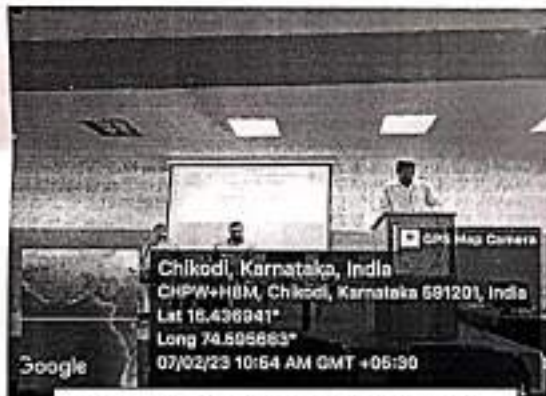 GPS Map Camera
Chikodi, Karnataka, India
CHPW+H8M, Chikodi, Karnataka 591201, India
Lat 16.436941°
Long 74.595663°
07/02/23 10:54 AM GMT +05:30
Google